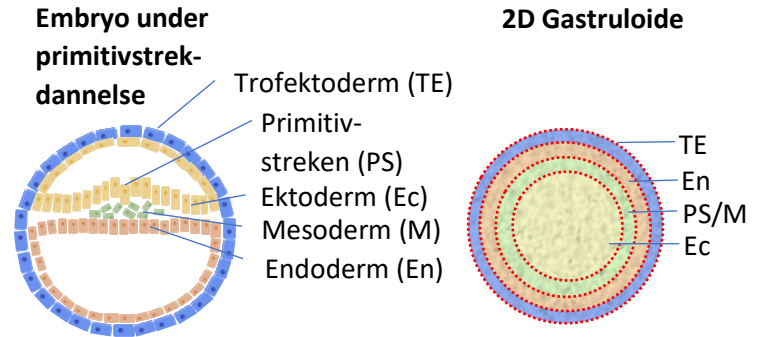 Embryo under
primitivstrek-
dannelse
Trofektoderm (TE)
Primitiv-
streken (PS)
Ektoderm (Ec)
Mesoderm (M)
Endoderm (En)
2D Gastruloide
TE
En
PS/M
Ec